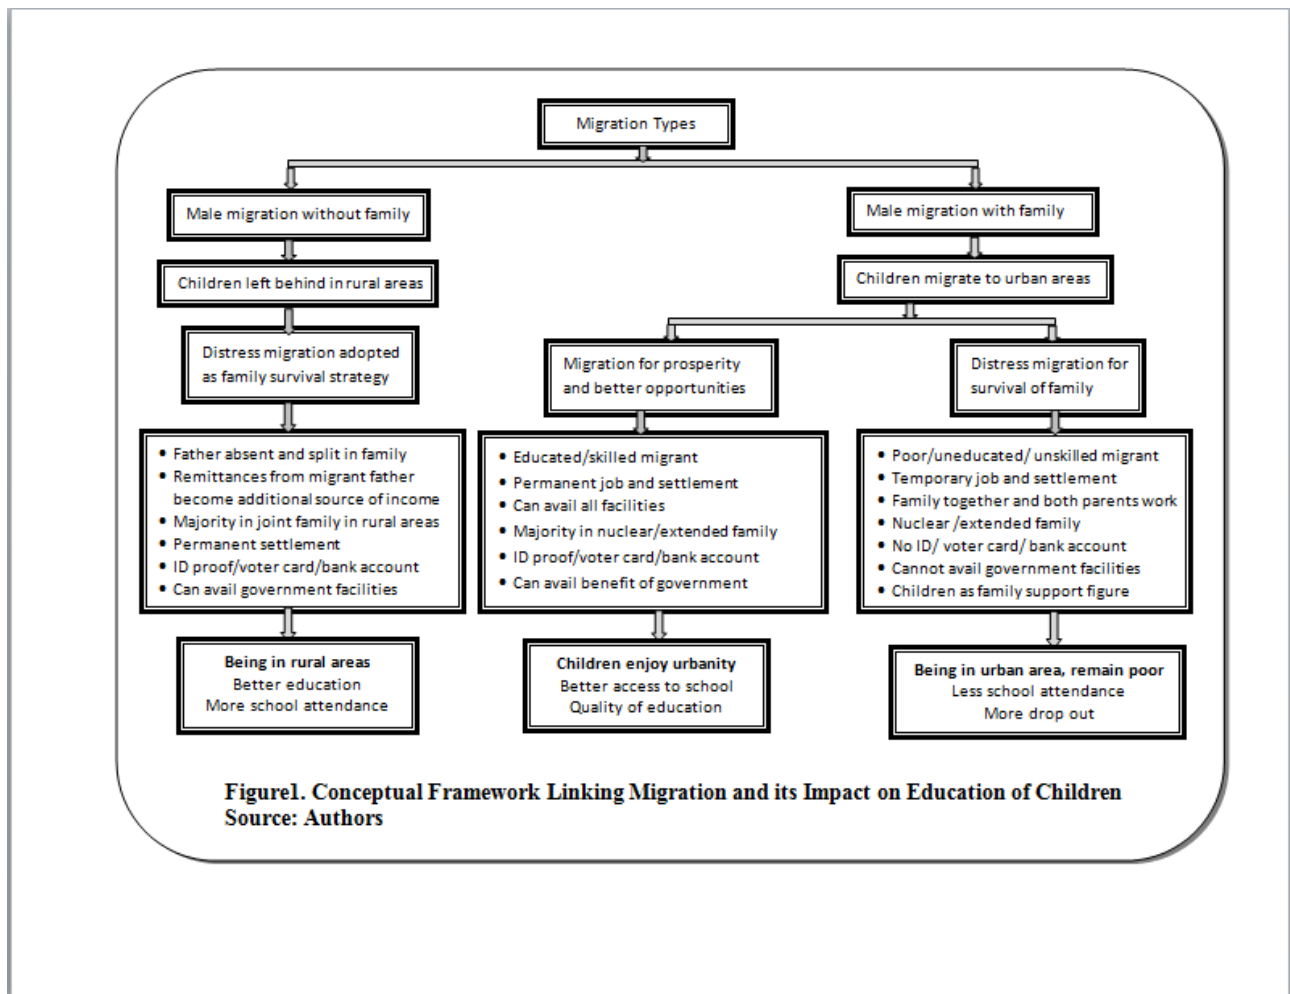 Migration Types
Male migration without family
Male migration with family
Children left behind in rural areas
Children migrate to urban areas
Distress migration adopted
as family survival strategy
Migration for prosperity
and better opportunities
Distress migration for
survival of family
• Father absent and split in family
• Remittances from migrant father
become additional source of income
• Majority in joint family in rural areas
• Permanent settlement
• ID proof/voter card/bank account
• Can avail government facilities
• Educated/skilled migrant
• Permanent job and settlement
• Can avail all facilities
• Majority in nuclear/extended family
• ID proof/voter card/bank account
• Can avail benefit of government
• Poor/uneducated/ unskilled migrant
• Temporary job and settlement
• Family together and both parents work
• Nuclear /extended family
• No ID/ voter card/ bank account
• Cannot avail government facilities
• Children as family support figure
Being in rural areas
Better education
More school attendance
Children enjoy urbanity
Better access to school
Quality of education
Being in urban area, remain poor
Less school attendance
More drop out
Figure1. Conceptual Framework Linking Migration and its Impact on Education of Children
Source: Authors